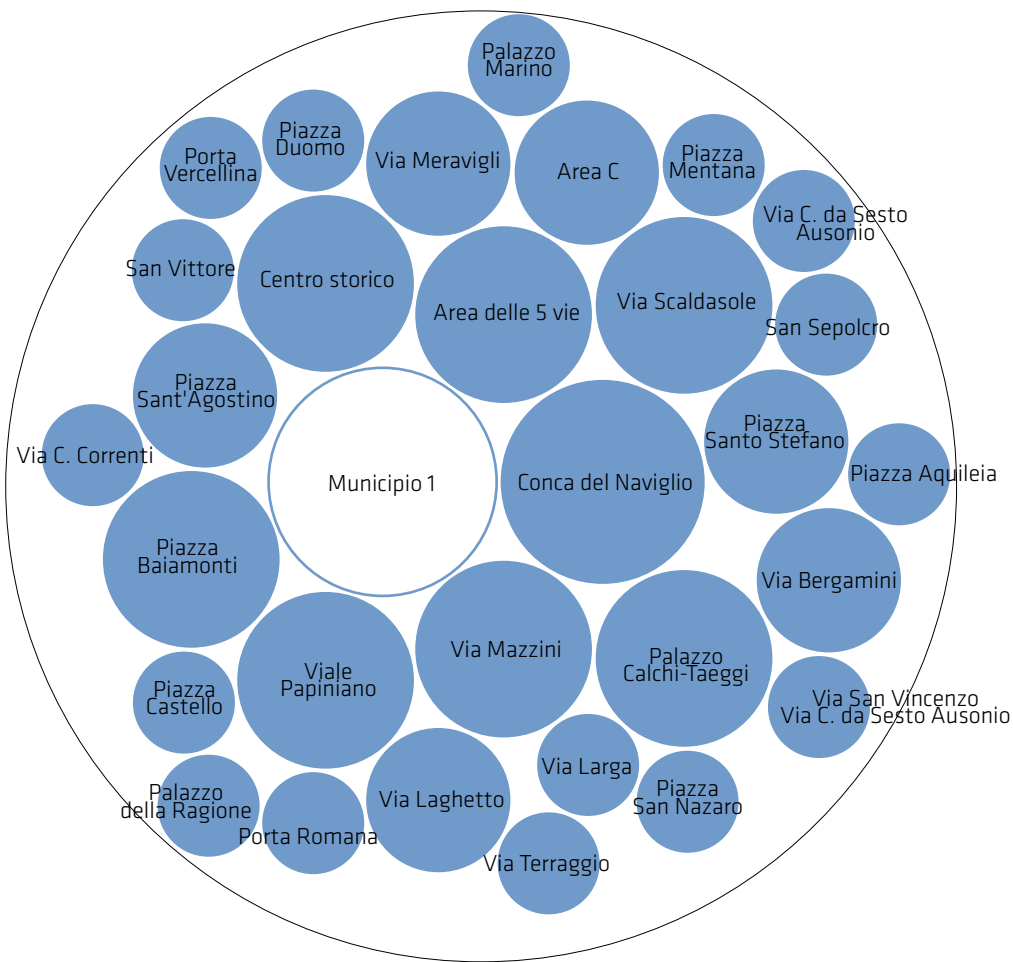 Palazzo
Marino
Piazza
Duomo
Via Meravigli
Area C
Piazza
Mentana
Porta
Vercellina
Via C. da Sesto
Ausonio
San Vittore
Centro storico
Area delle 5 vie
Via Scaldasole
San Sepolcro
Piazza
Sant'Agostino
Piazza
Santo Stefano
Via C. Correnti
Municipio 1
Conca del Naviglio
Piazza Aquileia
Piazza
Baiamonti
Via Bergamini
Viale
Papiniano
Via Mazzini
Palazzo
Calchi-Taeggi
Piazza
Castello
Via San Vincenzo
Via C. da Sesto Ausonio
Palazzo
della Ragione
Porta Romana
Via Laghetto
Via Larga
Piazza
San Nazaro
Via Terraggio